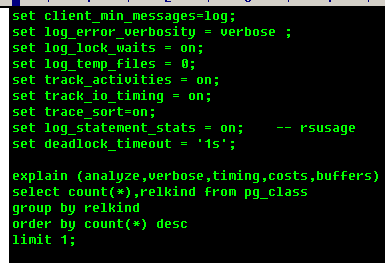 set client_min_messages=log;
set log_error_verbosity = verbose ;
set log_lock_waits = on;
set log_temp_files = 0;
set track_activities = on;
set track_io_timing = on;
set trace_sort=on;
set log_statement_stats = on;    -- rsusage
set deadlock_timeout = '1s';

explain (analyze,verbose,timing,costs,buffers)
select count(*),relkind from pg_class
group by relkind
order by count(*) desc
limit 1;